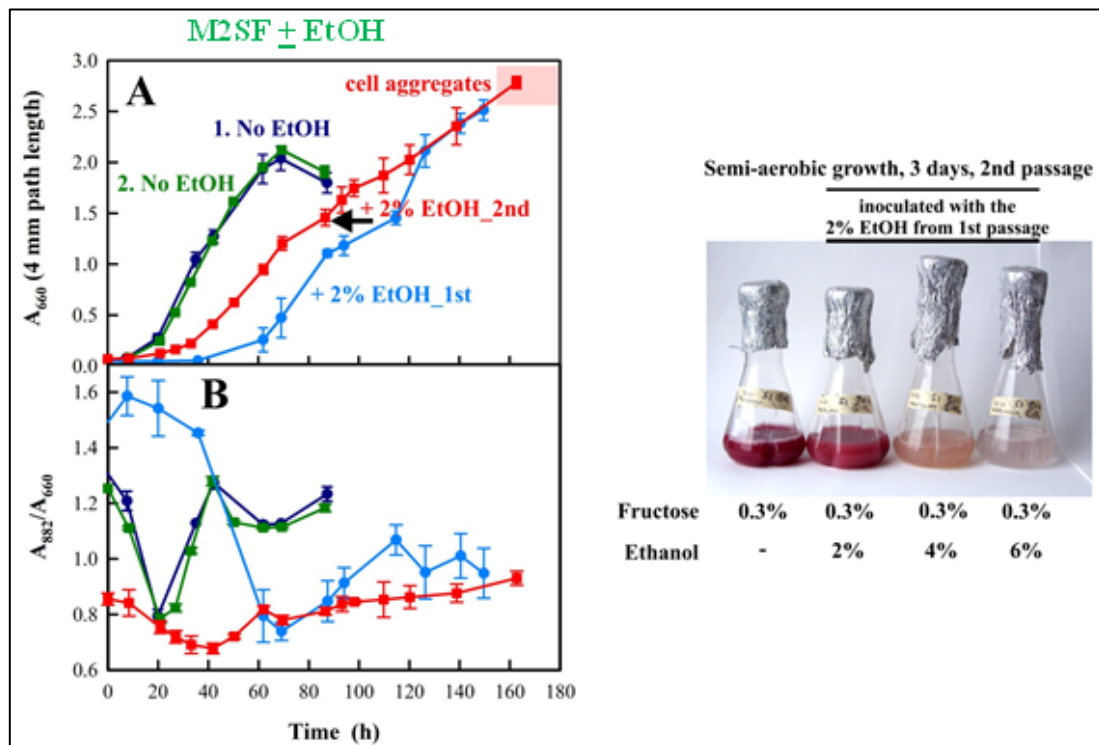 M2SF ± EtOH
A
cell aggregates
1. No EtOH
2. No EtOH
+ 2% EtOH_2nd
+ 2% EtOH_1st
A660 (4 mm path length)
3.0
2.5
2.0
1.5
1.0
0.5
0.0
B
A882/A660
1.6
1.4
1.2
1.0
0.8
0.6
0 20 40 60 80 100 120 140 160 180
Time (h)
Semi-aerobic growth, 3 days, 2nd passage
inoculated with the
2% EtOH from 1st passage
Fructose 0.3% 0.3% 0.3% 0.3%
Ethanol - 2% 4% 6%